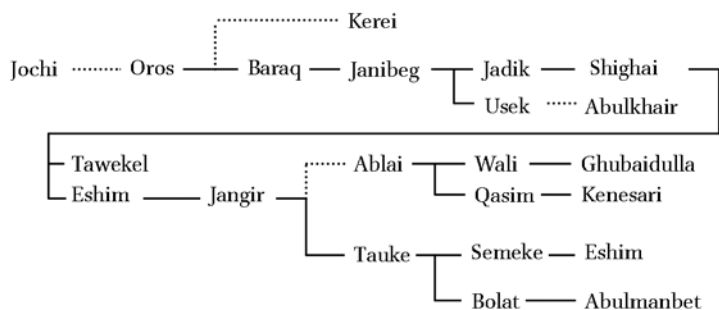 Kerei
Jochi Oros Baraq Janibeg Jadik Shighai
Usek Abulkhair
Tawekel Ablai Wali Ghubaidulla
Eshim Jangir Qasim Kenesari
Tauke Semeke Eshim
Bolat Abulmanbet